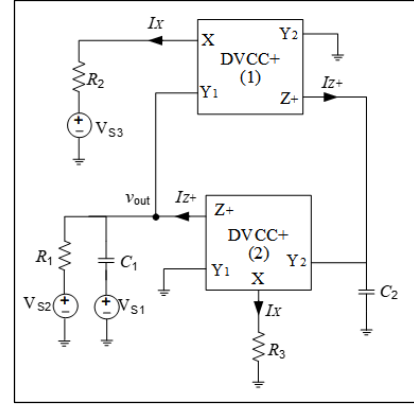 Ix
X
Y2
R2
DVCC+
(1)
Iz+
Y1
Z+
VS3
vout
Iz+
Z+
DVCC+
(2)
R1
C1
Y1
Y2
X
C2
VS2
VS1
Ix
R3